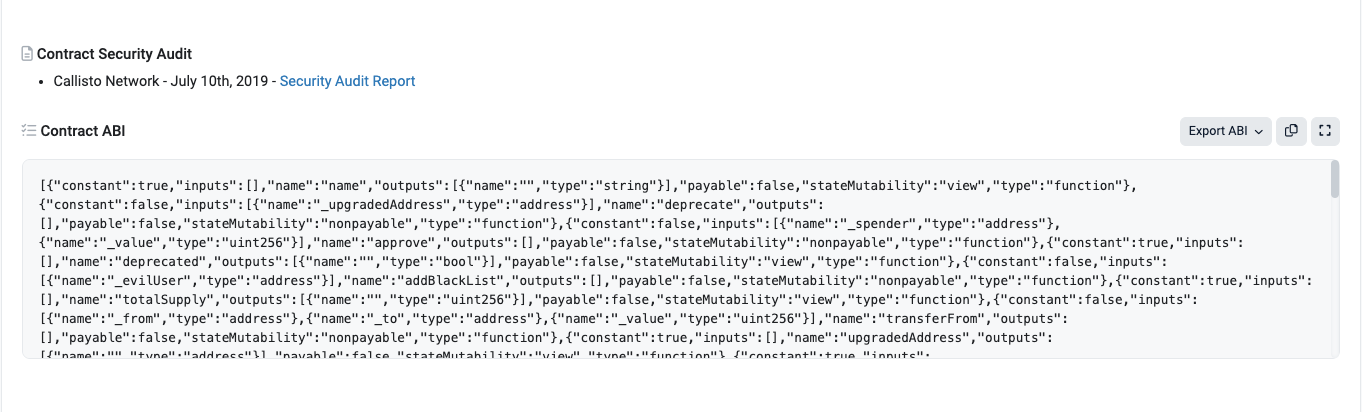 Contract Security Audit
• Callisto Network - July 10th, 2019 - Security Audit Report
Contract ABI
Export ABI
[{"constant":true,"inputs":[],"name":"name","outputs":[{"name":"","type":"string"}],"payable":false,"stateMutability":"view","type":"function"},
{"constant":false,"inputs":[{"name":"_upgradedAddress","type":"address"}],"name":"deprecate","outputs":
[],"payable":false,"stateMutability":"nonpayable","type":"function"},{"constant":false,"inputs":[{"name":"_spender","type":"address"},
{"name":"_value","type":"uint256"}],"name":"approve","outputs":[],"payable":false,"stateMutability":"nonpayable","type":"function"},{"constant":true,"inputs":
[],"name":"deprecated","outputs":[{"name":"","type":"bool"}],"payable":false,"stateMutability":"view","type":"function"},{"constant":false,"inputs":
[{"name":"_evilUser","type":"address"}],"name":"addBlackList","outputs":[],"payable":false,"stateMutability":"nonpayable","type":"function"},{"constant":true,"inputs":
[],"name":"totalSupply","outputs":[{"name":"","type":"uint256"}],"payable":false,"stateMutability":"view","type":"function"},{"constant":false,"inputs":
[{"name":"_from","type":"address"},{"name":"_to","type":"address"},{"name":"_value","type":"uint256"}],"name":"transferFrom","outputs":
[],"payable":false,"stateMutability":"nonpayable","type":"function"},{"constant":true,"inputs":[],"name":"upgradedAddress","outputs":
[{"name":"","type":"address"}],"payable":false,"stateMutability":"view","type":"function"},{"constant":true,"inputs":